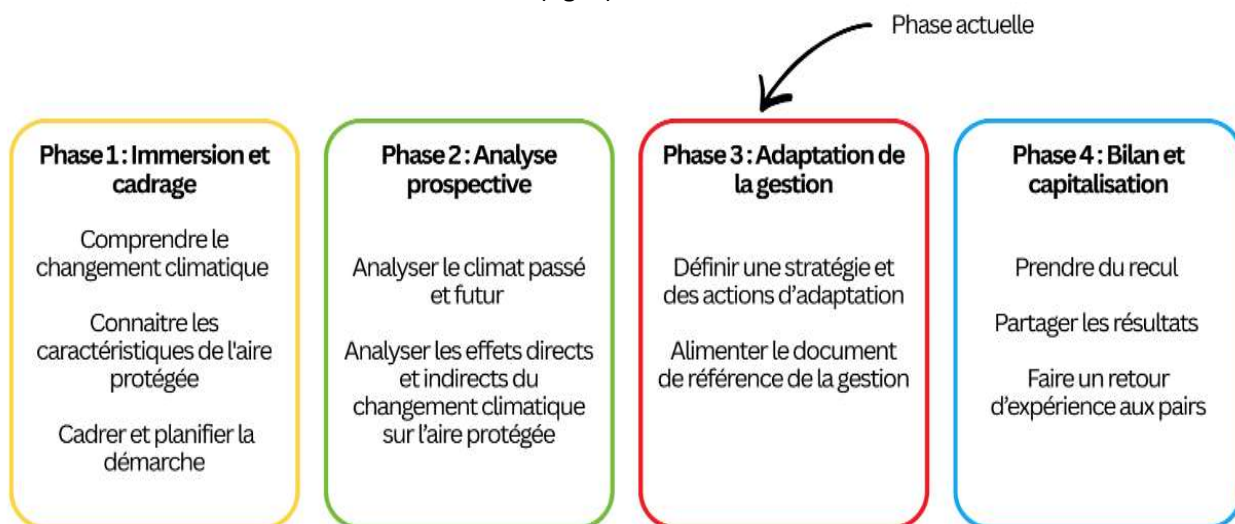 Phase actuelle
Phase 1 : Immersion et
cadrage
Comprendre le
changement climatique
Connaitre les
caractéristiques de l'aire
protégée
Cadrer et planifier la
démarche
Phase 2 : Analyse
prospective
Analyser le climat passé
et futur
Analyser les effets directs
et indirects du
changement climatique
sur l'aire protégée
Phase 3 : Adaptation de
la gestion
Définir une stratégie et
des actions d'adaptation
Alimenter le document
de référence de la gestion
Phase 4 : Bilan et
capitalisation
Prendre du recul
Partager les résultats
Faire un retour
d'expérience aux pairs